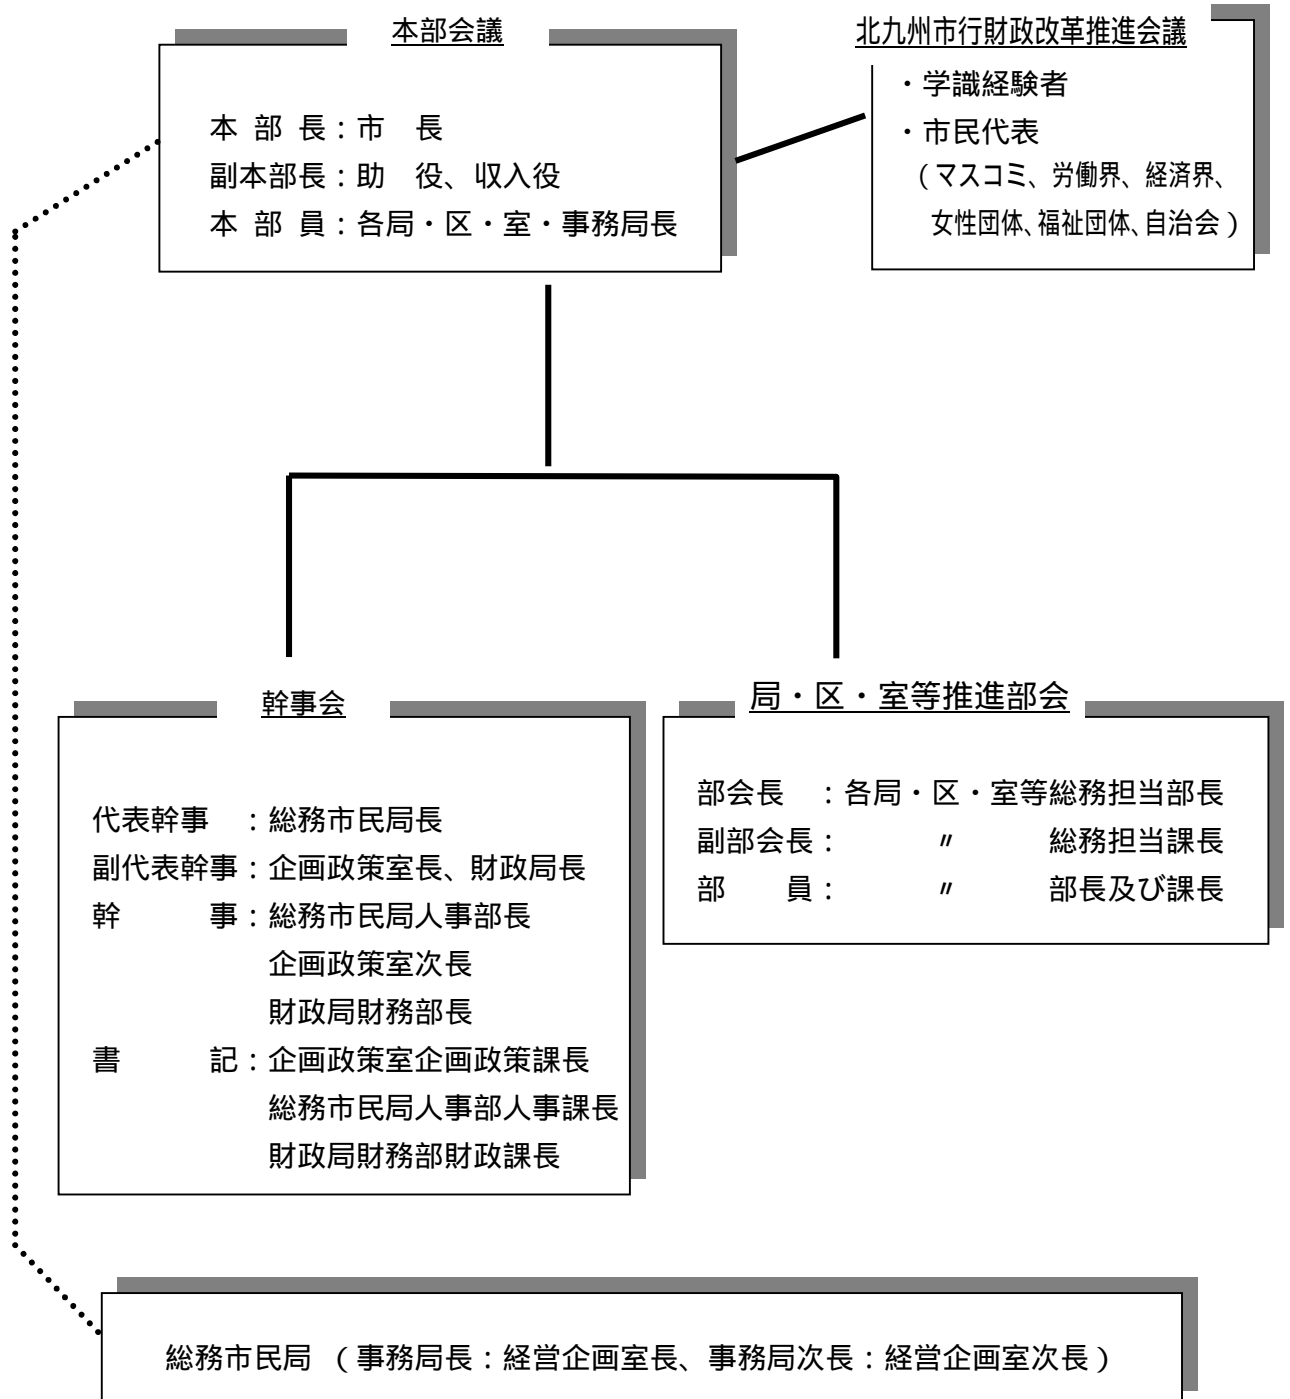 本部会議
本 部 長：市　長
副本部長：助　役、収入役
本 部 員：各局・区・室・事務局長
北九州市行財政改革推進会議
・学識経験者
・市民代表
（マスコミ、労働界、経済界、
女性団体、福祉団体、自治会）
幹事会
代表幹事　：総務市民局長
副代表幹事：企画政策室長、財政局長
幹　　　事：総務市民局人事部長
企画政策室次長
財政局財務部長
書　　　記：企画政策室企画政策課長
総務市民局人事部人事課長
財政局財務部財政課長
局・区・室等推進部会
部会長　：各局・区・室等総務担当部長
副部会長：　　　〃　　　総務担当課長
部　　員：　　　〃　　　部長及び課長
総務市民局　（事務局長：経営企画室長、事務局次長：経営企画室次長）